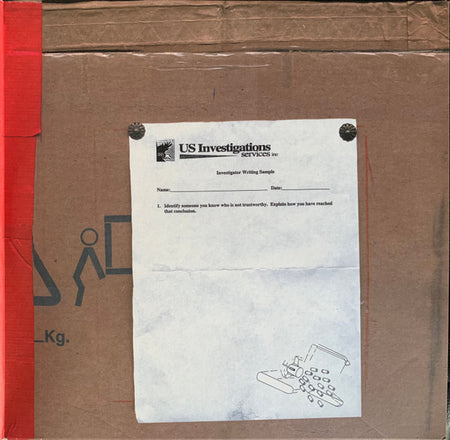 US Investigations
services inc
Investigator Writing Sample
Name: Date:
1. Identify someone you know who is not trustworthy. Explain how you have reached
that conclusion.
Kg.